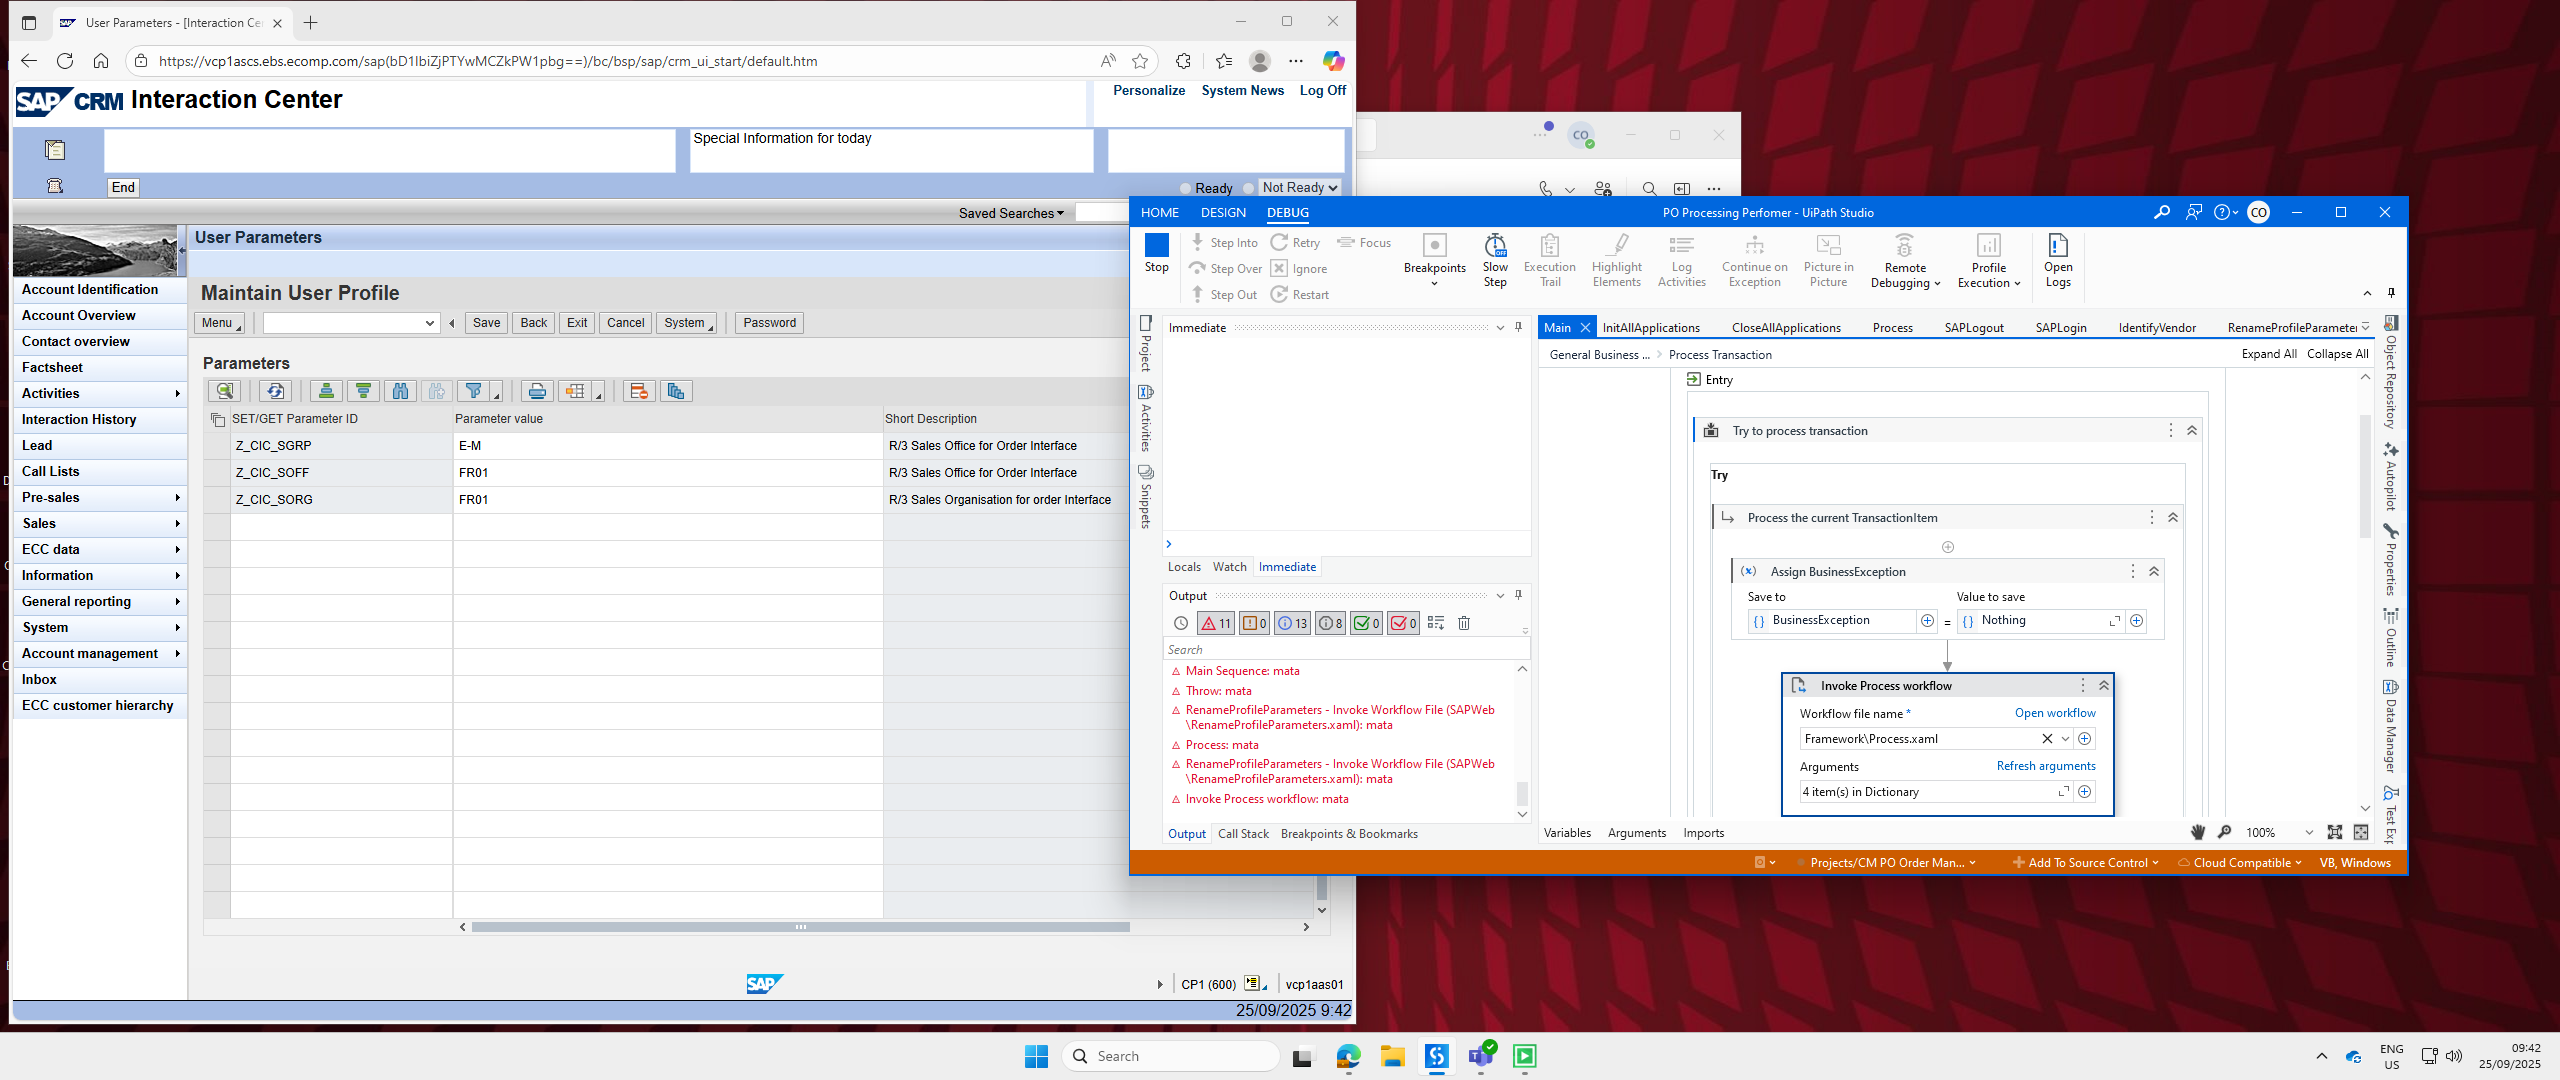 User Parameters - [Interaction Ce
https://vcp1ascs.ebs.ecomp.com/sap(bD1lbiZjPTYwMCZkPW1pbg==)/bc/bsp/sap/crm_ui_start/default.htm
SAP CRM Interaction Center
Personalize System News Log Off
Special Information for today
End
Ready Not Ready
Saved Searches
User Parameters
Maintain User Profile
Menu Save Back Exit Cancel System Password
Parameters
SET/GET Parameter ID Parameter value Short Description
Z_CIC_SGRP E-M R/3 Sales Office for Order Interface
Z_CIC_SOFF FR01 R/3 Sales Office for Order Interface
Z_CIC_SORG FR01 R/3 Sales Organisation for order Interface
Account Identification
Account Overview
Contact overview
Factsheet
Activities
Interaction History
Lead
Call Lists
Pre-sales
Sales
ECC data
Information
General reporting
System
Account management
Inbox
ECC customer hierarchy
SAP
CP1 (600) vcp1aas01
25/09/2025 9:42
CO
HOME DESIGN DEBUG
PO Processing Perfomer - UiPath Studio
CO
Stop
Step Into
Step Over
Step Out
Retry
Ignore
Restart
Focus
Breakpoints
Slow Step
OFF
Execution Trail
Highlight Elements
Log Activities
Continue on Exception
Picture in Picture
Remote Debugging
Profile Execution
Open Logs
Project
Activities
Snippets
Immediate
Locals Watch Immediate
Output
11 0 13 8 0 0
Search
Main Sequence: mata
Throw: mata
RenameProfileParameters - Invoke Workflow File (SAPWeb
\RenameProfileParameters.xaml): mata
Process: mata
RenameProfileParameters - Invoke Workflow File (SAPWeb
\RenameProfileParameters.xaml): mata
Invoke Process workflow: mata
Output Call Stack Breakpoints & Bookmarks
Main InitAllApplications CloseAllApplications Process SAPLogout SAPLogin IdentifyVendor RenameProfileParameter
General Business ... Process Transaction
Expand All Collapse All
Entry
Try to process transaction
Try
Process the current TransactionItem
Assign BusinessException
Save to Value to save
BusinessException = Nothing
Invoke Process workflow
Workflow file name * Open workflow
Framework\Process.xaml
Arguments Refresh arguments
4 item(s) in Dictionary
Variables Arguments Imports
100%
Object Repository
Autopilot
Properties
Outline
Data Manager
Test Exp
Projects/CM PO Order Man... Add To Source Control Cloud Compatible VB, Windows
Search
ENG
US
09:42
25/09/2025